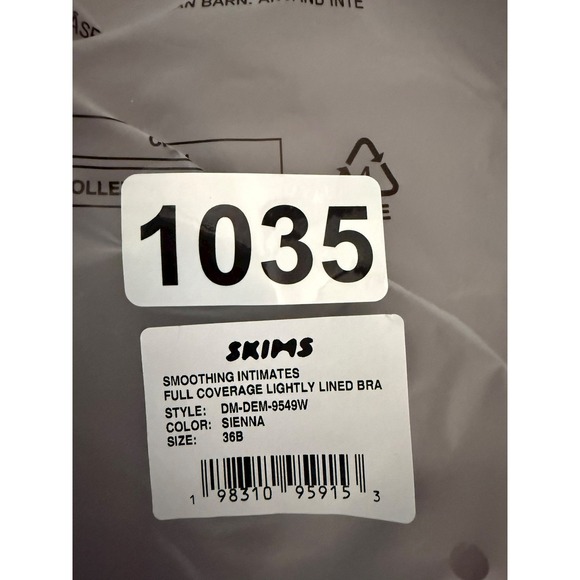 BARN.
1035
SKIMS
SMOOTHING INTIMATES
FULL COVERAGE LIGHTLY LINED BRA
STYLE: DM-DEM-9549W
COLOR: SIENNA
SIZE: 36B
1 98310 95915 3